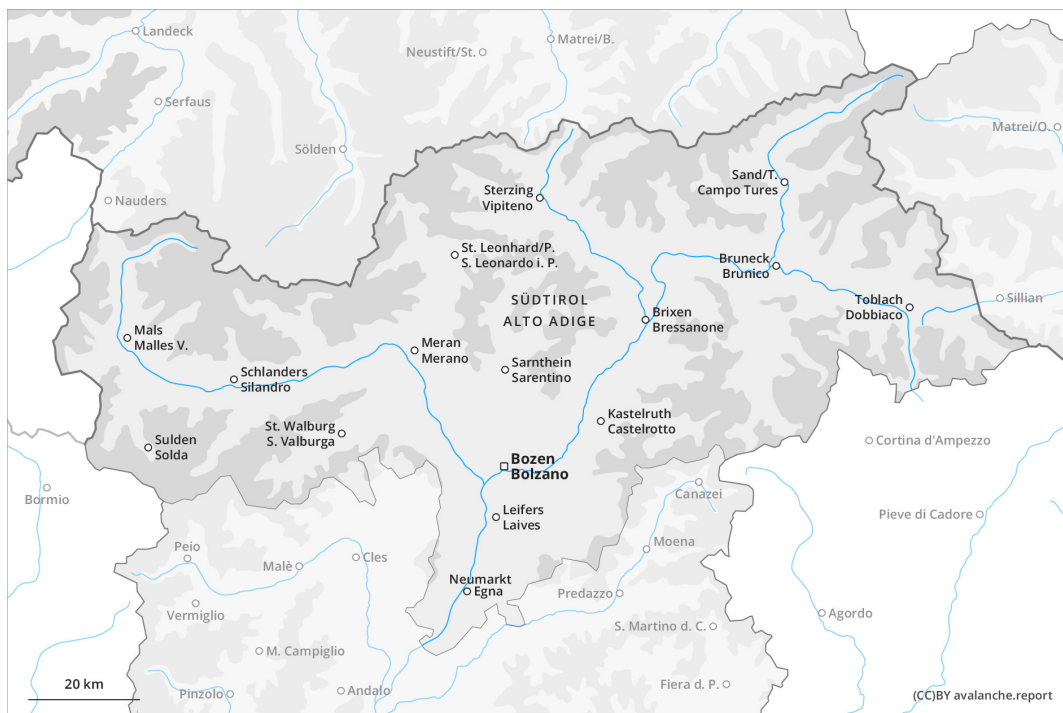 Landeck
Matrei/B.
Neustift/St.
Serfaus
Matrei/O.
Sölden
Sand/T.
Campo Tures
Sterzing
Vipiteno
Nauders
St. Leonhard/P.
S. Leonardo i. P.
Bruneck
Brunico
SÜDTIROL
ALTO ADIGE
Toblach
Dobbiaco
Sillian
Brixen
Bressanone
Mals
Malles V.
Meran
Merano
Sarnthein
Sarentino
Schlanders
Silandro
Kastelruth
Castelrotto
St. Walburg
S. Valburga
Sulden
Solda
Cortina d'Ampezzo
Bozen
Bolzano
Bormio
Canazei
Leifers
Laives
Pieve di Cadore
Moena
Peio
Cles
Malè
Neumarkt
Egna
Predazzo
Vermiglio
Agordo
S. Martino d. C.
M. Campiglio
20 km
Pinzolo
Andalo
Fiera d. P.
(CC)BY avalanche.report